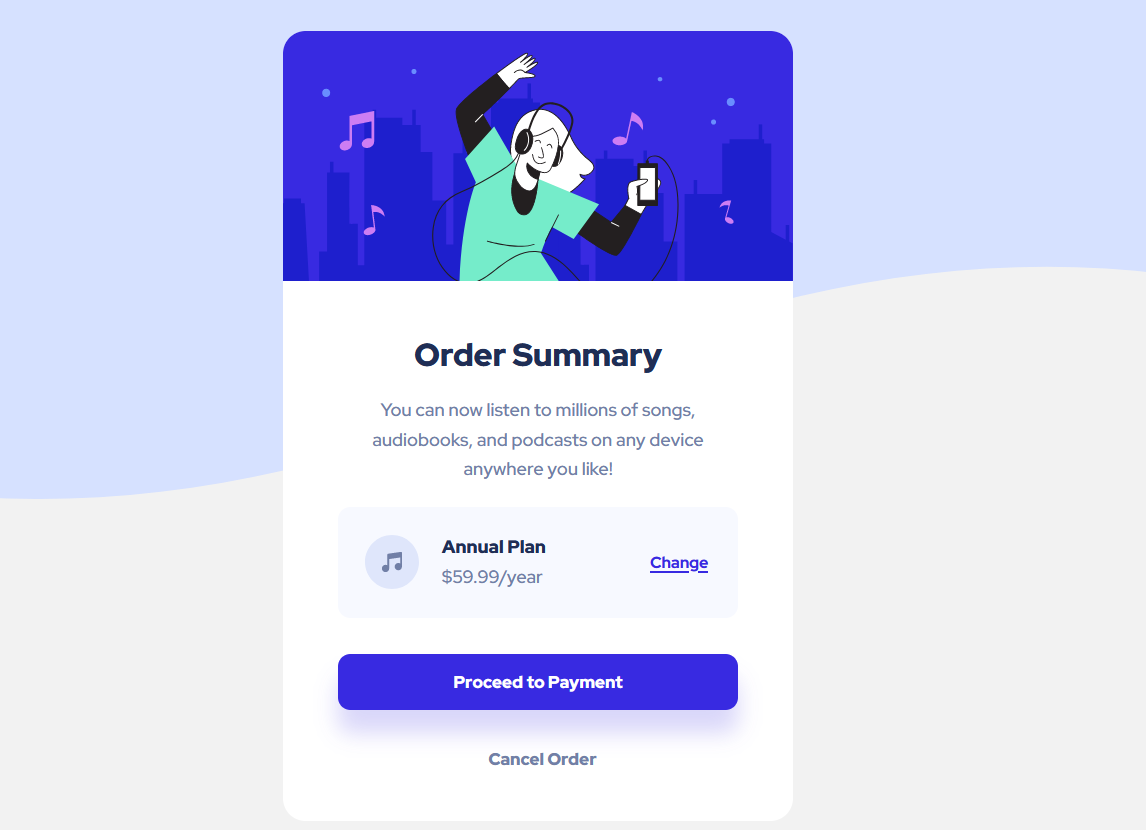 Order Summary
You can now listen to millions of songs,
audiobooks, and podcasts on any device
anywhere you like!
Annual Plan
$59.99/year
Change
Proceed to Payment
Cancel Order